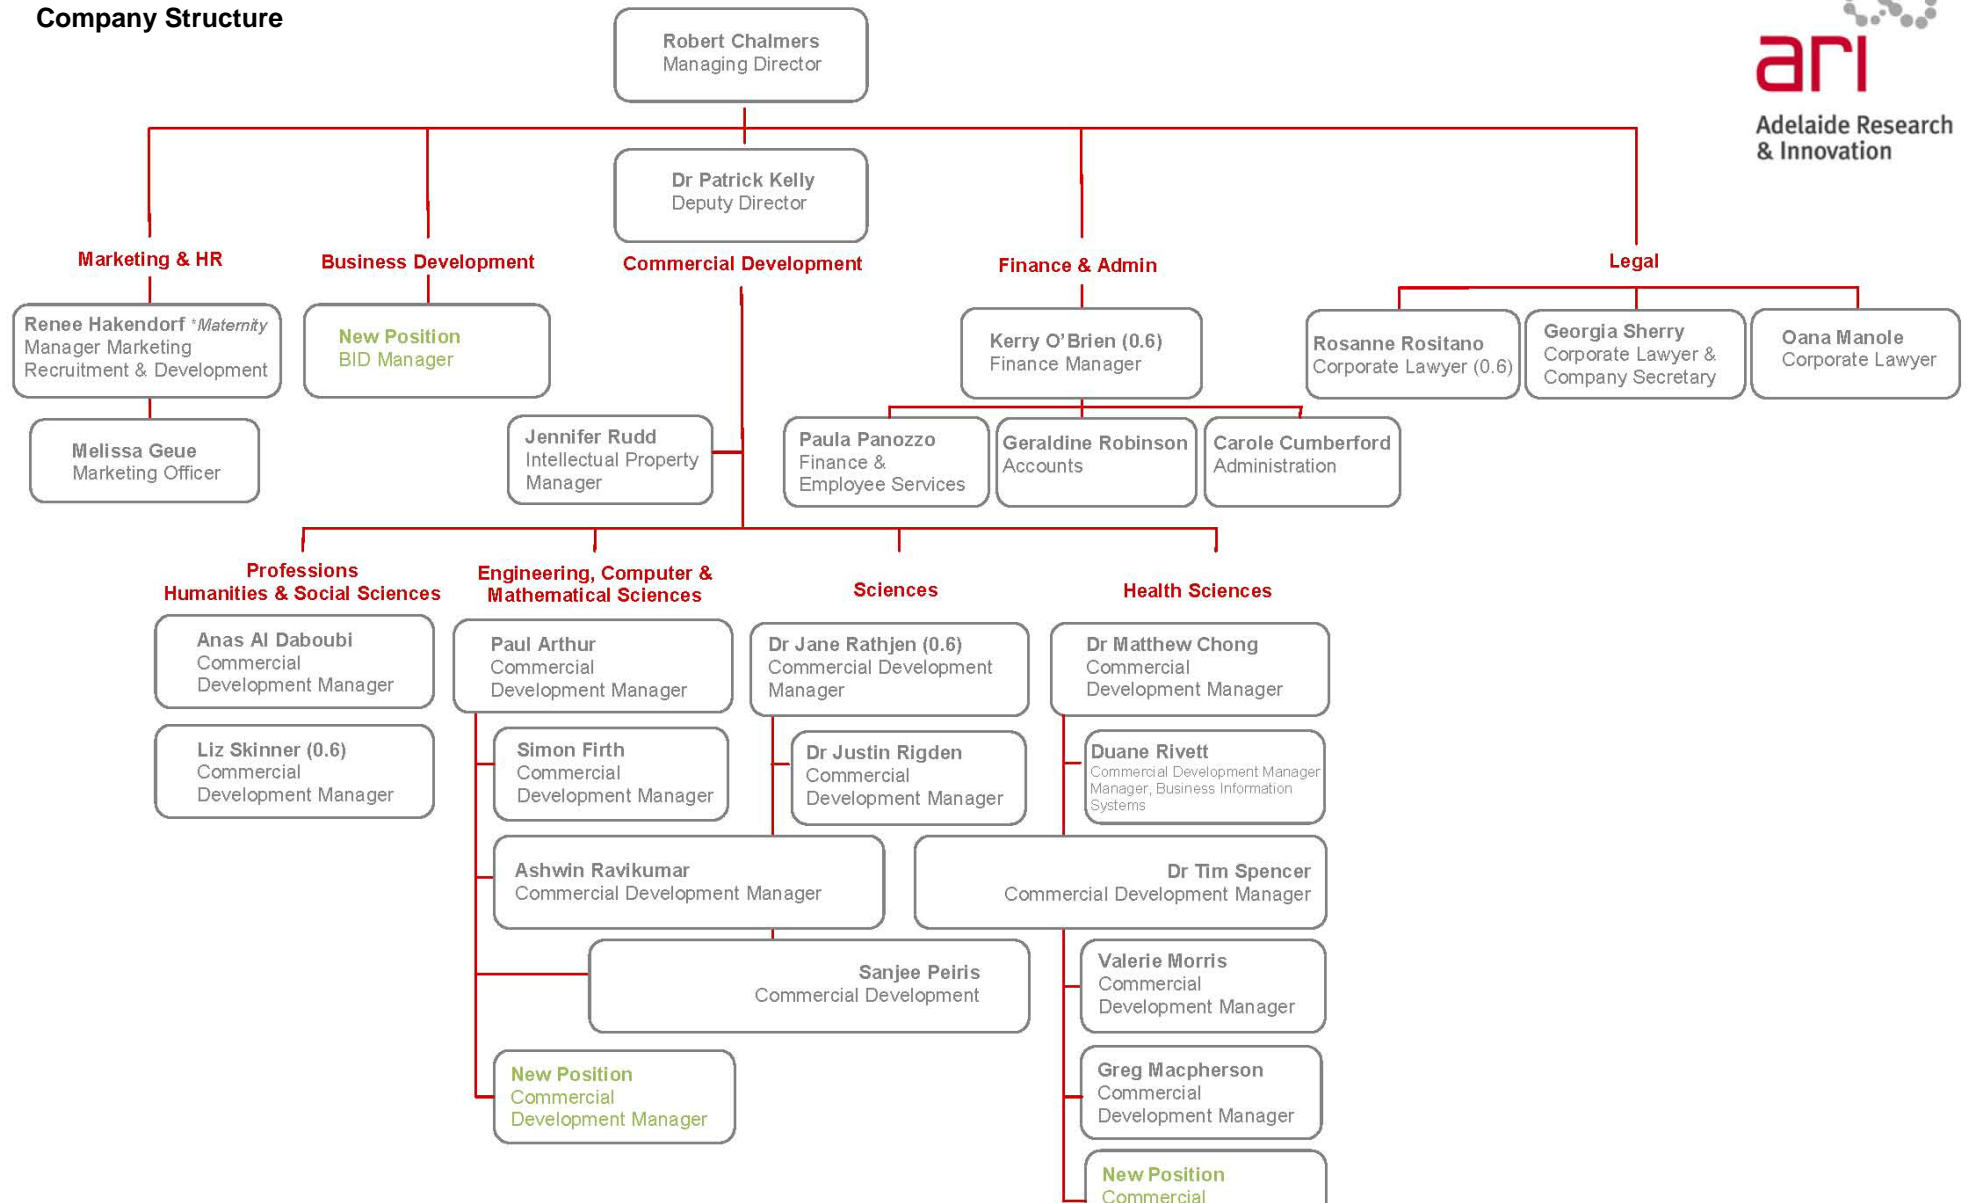 Company Structure
Robert Chalmers
Managing Director
ari
Adelaide Research
& Innovation
Dr Patrick Kelly
Deputy Director
Marketing & HR
Business Development
Commercial Development
Finance & Admin
Legal
Renee Hakendorf *Maternity
Manager Marketing
Recruitment & Development
New Position
BID Manager
Kerry O'Brien (0.6)
Finance Manager
Rosanne Rositano
Corporate Lawyer (0.6)
Georgia Sherry
Corporate Lawyer &
Company Secretary
Oana Manole
Corporate Lawyer
Melissa Geue
Marketing Officer
Jennifer Rudd
Intellectual Property
Manager
Paula Panozzo
Finance &
Employee Services
Geraldine Robinson
Accounts
Carole Cumberford
Administration
Professions
Humanities & Social Sciences
Engineering, Computer &
Mathematical Sciences
Sciences
Health Sciences
Anas Al Daboubi
Commercial
Development Manager
Paul Arthur
Commercial
Development Manager
Dr Jane Rathjen (0.6)
Commercial Development
Manager
Dr Matthew Chong
Commercial
Development Manager
Liz Skinner (0.6)
Commercial
Development Manager
Simon Firth
Commercial
Development Manager
Dr Justin Rigden
Commercial
Development Manager
Duane Rivett
Commercial Development Manager
Manager, Business Information
Systems
Ashwin Ravikumar
Commercial Development Manager
Dr Tim Spencer
Commercial Development Manager
Sanjee Peiris
Commercial Development
Valerie Morris
Commercial
Development Manager
New Position
Commercial
Development Manager
Greg Macpherson
Commercial
Development Manager
New Position
Commercial